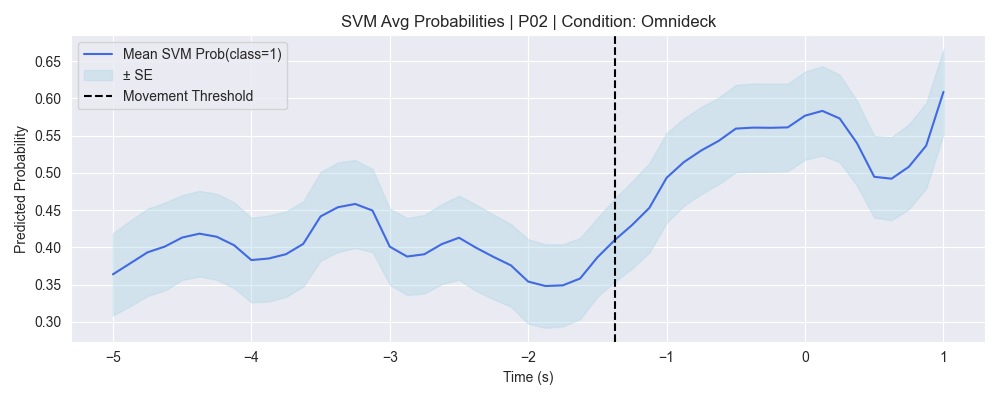 SVM Avg Probabilities | P02 | Condition: Omnideck
Mean SVM Prob(class=1)
± SE
Movement Threshold
Predicted Probability
0.65
0.60
0.55
0.50
0.45
0.40
0.35
0.30
−5 −4 −3 −2 −1 0 1
Time (s)